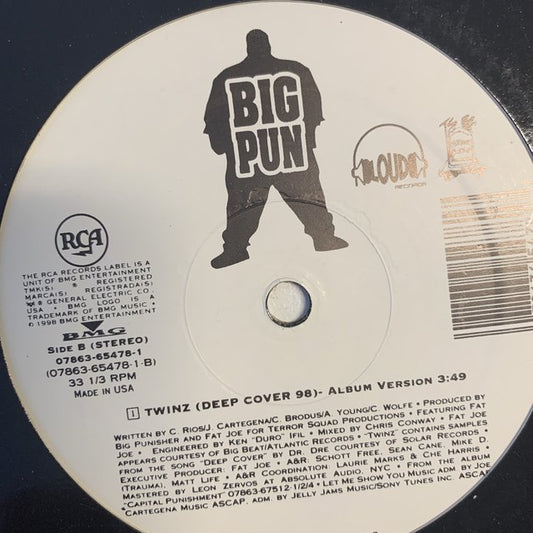 BIG
PUN
LOUD
RECORDS
RCA
THE RCA RECORDS LABEL IS A
UNIT OF BMG ENTERTAINMENT
TMK(S) ® REGISTERED
MARCA(S) REGISTRADA(S)
® GENERAL ELECTRIC CO.,
USA • BMG LOGO IS A
TRADEMARK OF BMG MUSIC •
© 1998 BMG ENTERTAINMENT
BMG
SIDE B (STEREO)
07863-65478-1
(07863-65478-1-B)
33 1/3 RPM
MADE IN USA
1 TWINZ (DEEP COVER 98)- ALBUM VERSION 3:49
WRITTEN BY C. RIOS/J. CARTEGENA/C. BRODUS/A. YOUNG/C. WOLFE • PRODUCED BY
BIG PUNISHER AND FAT JOE FOR TERROR SQUAD PRODUCTIONS • FEATURING FAT
JOE • ENGINEERED BY KEN "DURO" IFIL • MIXED BY CHRIS CONWAY • FAT JOE
APPEARS COURTESY OF BIG BEAT/ATLANTIC RECORDS • "TWINZ" CONTAINS SAMPLES
FROM THE SONG "DEEP COVER" BY DR. DRE COURTESY OF SOLAR RECORDS •
EXECUTIVE PRODUCER: FAT JOE • A&R: SCHOTT FREE, SEAN CANE, MIKE D.
(TRAUMA), MATT LIFE • A&R COORDINATION: LAURIE MARKS & CHE HARRIS •
MASTERED BY LEON ZERVOS AT ABSOLUTE AUDIO, NYC • FROM THE ALBUM
"CAPITAL PUNISHMENT" 07863-67512-1/2/4 • LET ME SHOW YOU MUSIC ADM BY JOE
CARTEGENA MUSIC ASCAP, ADM. BY JELLY JAMS MUSIC/SONY TUNES INC. ASCAP